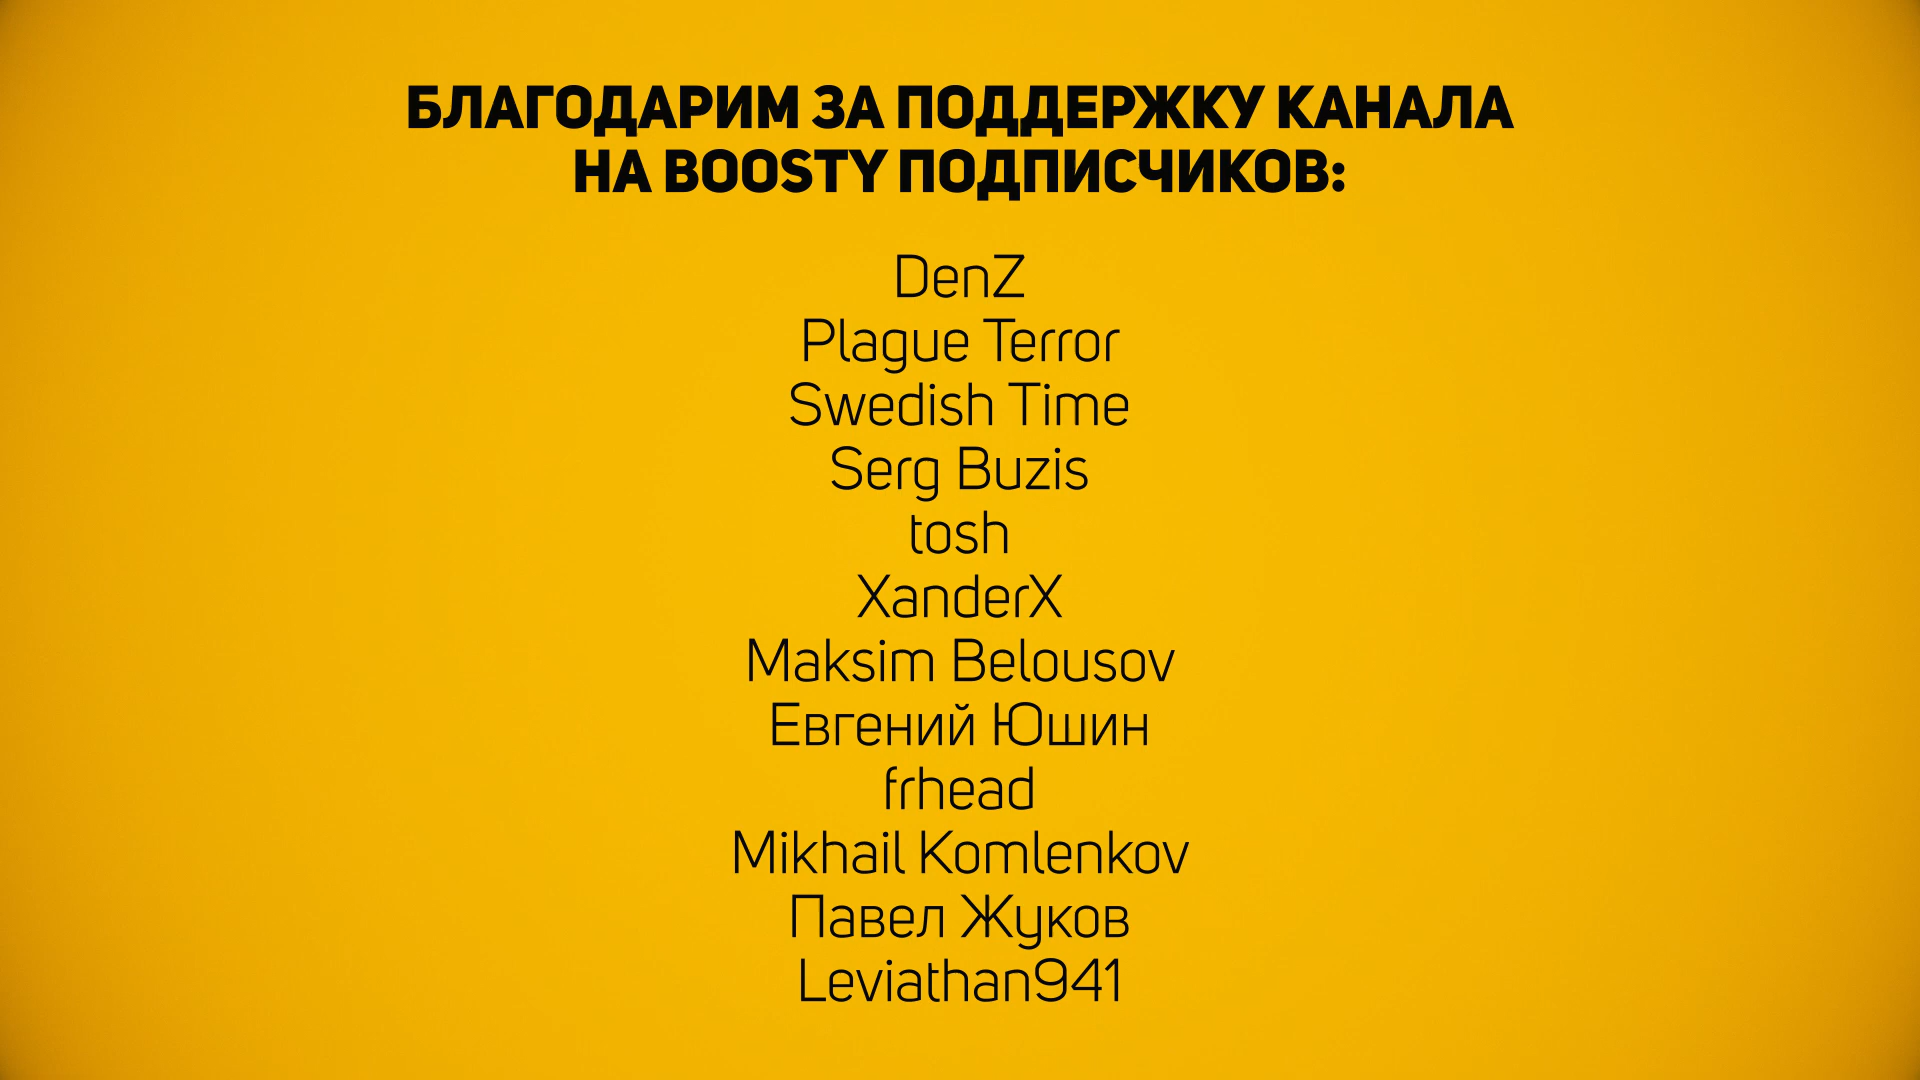 БЛАГОДАРИМ ЗА ПОДДЕРЖКУ КАНАЛА
НА BOOSTY ПОДПИСЧИКОВ:
DenZ
Plague Terror
Swedish Time
Serg Buzis
tosh
XanderX
Maksim Belousov
Евгений Юшин
frhead
Mikhail Komlenkov
Павел Жуков
Leviathan941